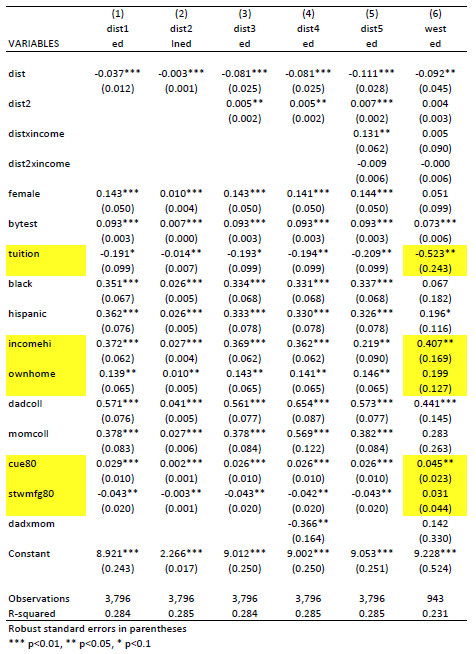 (1) (2) (3) (4) (5) (6)
dist1 dist2 dist3 dist4 dist5 west
VARIABLES ed lned ed ed ed ed
dist -0.037*** -0.003*** -0.081*** -0.081*** -0.111*** -0.092**
(0.012) (0.001) (0.025) (0.025) (0.028) (0.045)
dist2 0.005** 0.005** 0.007*** 0.004
(0.002) (0.002) (0.002) (0.003)
distxincome 0.131** 0.005
(0.062) (0.090)
dist2xincome -0.009 -0.000
(0.006) (0.006)
female 0.143*** 0.010*** 0.143*** 0.141*** 0.144*** 0.051
(0.050) (0.004) (0.050) (0.050) (0.050) (0.099)
bytest 0.093*** 0.007*** 0.093*** 0.093*** 0.093*** 0.073***
(0.003) (0.000) (0.003) (0.003) (0.003) (0.006)
tuition -0.191* -0.014** -0.193* -0.194** -0.209** -0.523**
(0.099) (0.007) (0.099) (0.099) (0.099) (0.243)
black 0.351*** 0.026*** 0.334*** 0.331*** 0.337*** 0.067
(0.067) (0.005) (0.068) (0.068) (0.068) (0.182)
hispanic 0.362*** 0.026*** 0.333*** 0.330*** 0.326*** 0.196*
(0.076) (0.005) (0.078) (0.078) (0.078) (0.116)
incomehi 0.372*** 0.027*** 0.369*** 0.362*** 0.219** 0.407**
(0.062) (0.004) (0.062) (0.062) (0.090) (0.169)
ownhome 0.139** 0.010** 0.143** 0.141** 0.146** 0.199
(0.065) (0.005) (0.065) (0.065) (0.065) (0.127)
dadcoll 0.571*** 0.041*** 0.561*** 0.654*** 0.573*** 0.441***
(0.076) (0.005) (0.077) (0.087) (0.077) (0.145)
momcoll 0.378*** 0.027*** 0.378*** 0.569*** 0.382*** 0.283
(0.083) (0.006) (0.084) (0.122) (0.084) (0.263)
cue80 0.029*** 0.002*** 0.026*** 0.026*** 0.026*** 0.045**
(0.010) (0.001) (0.010) (0.010) (0.010) (0.023)
stwmfg80 -0.043** -0.003** -0.043** -0.042** -0.043** 0.031
(0.020) (0.001) (0.020) (0.020) (0.020) (0.044)
dadxmom -0.366** 0.142
(0.164) (0.330)
Constant 8.921*** 2.266*** 9.012*** 9.002*** 9.053*** 9.228***
(0.243) (0.017) (0.250) (0.250) (0.251) (0.524)
Observations 3,796 3,796 3,796 3,796 3,796 943
R-squared 0.284 0.285 0.284 0.285 0.285 0.231
Robust standard errors in parentheses
*** p<0.01, ** p<0.05, * p<0.1